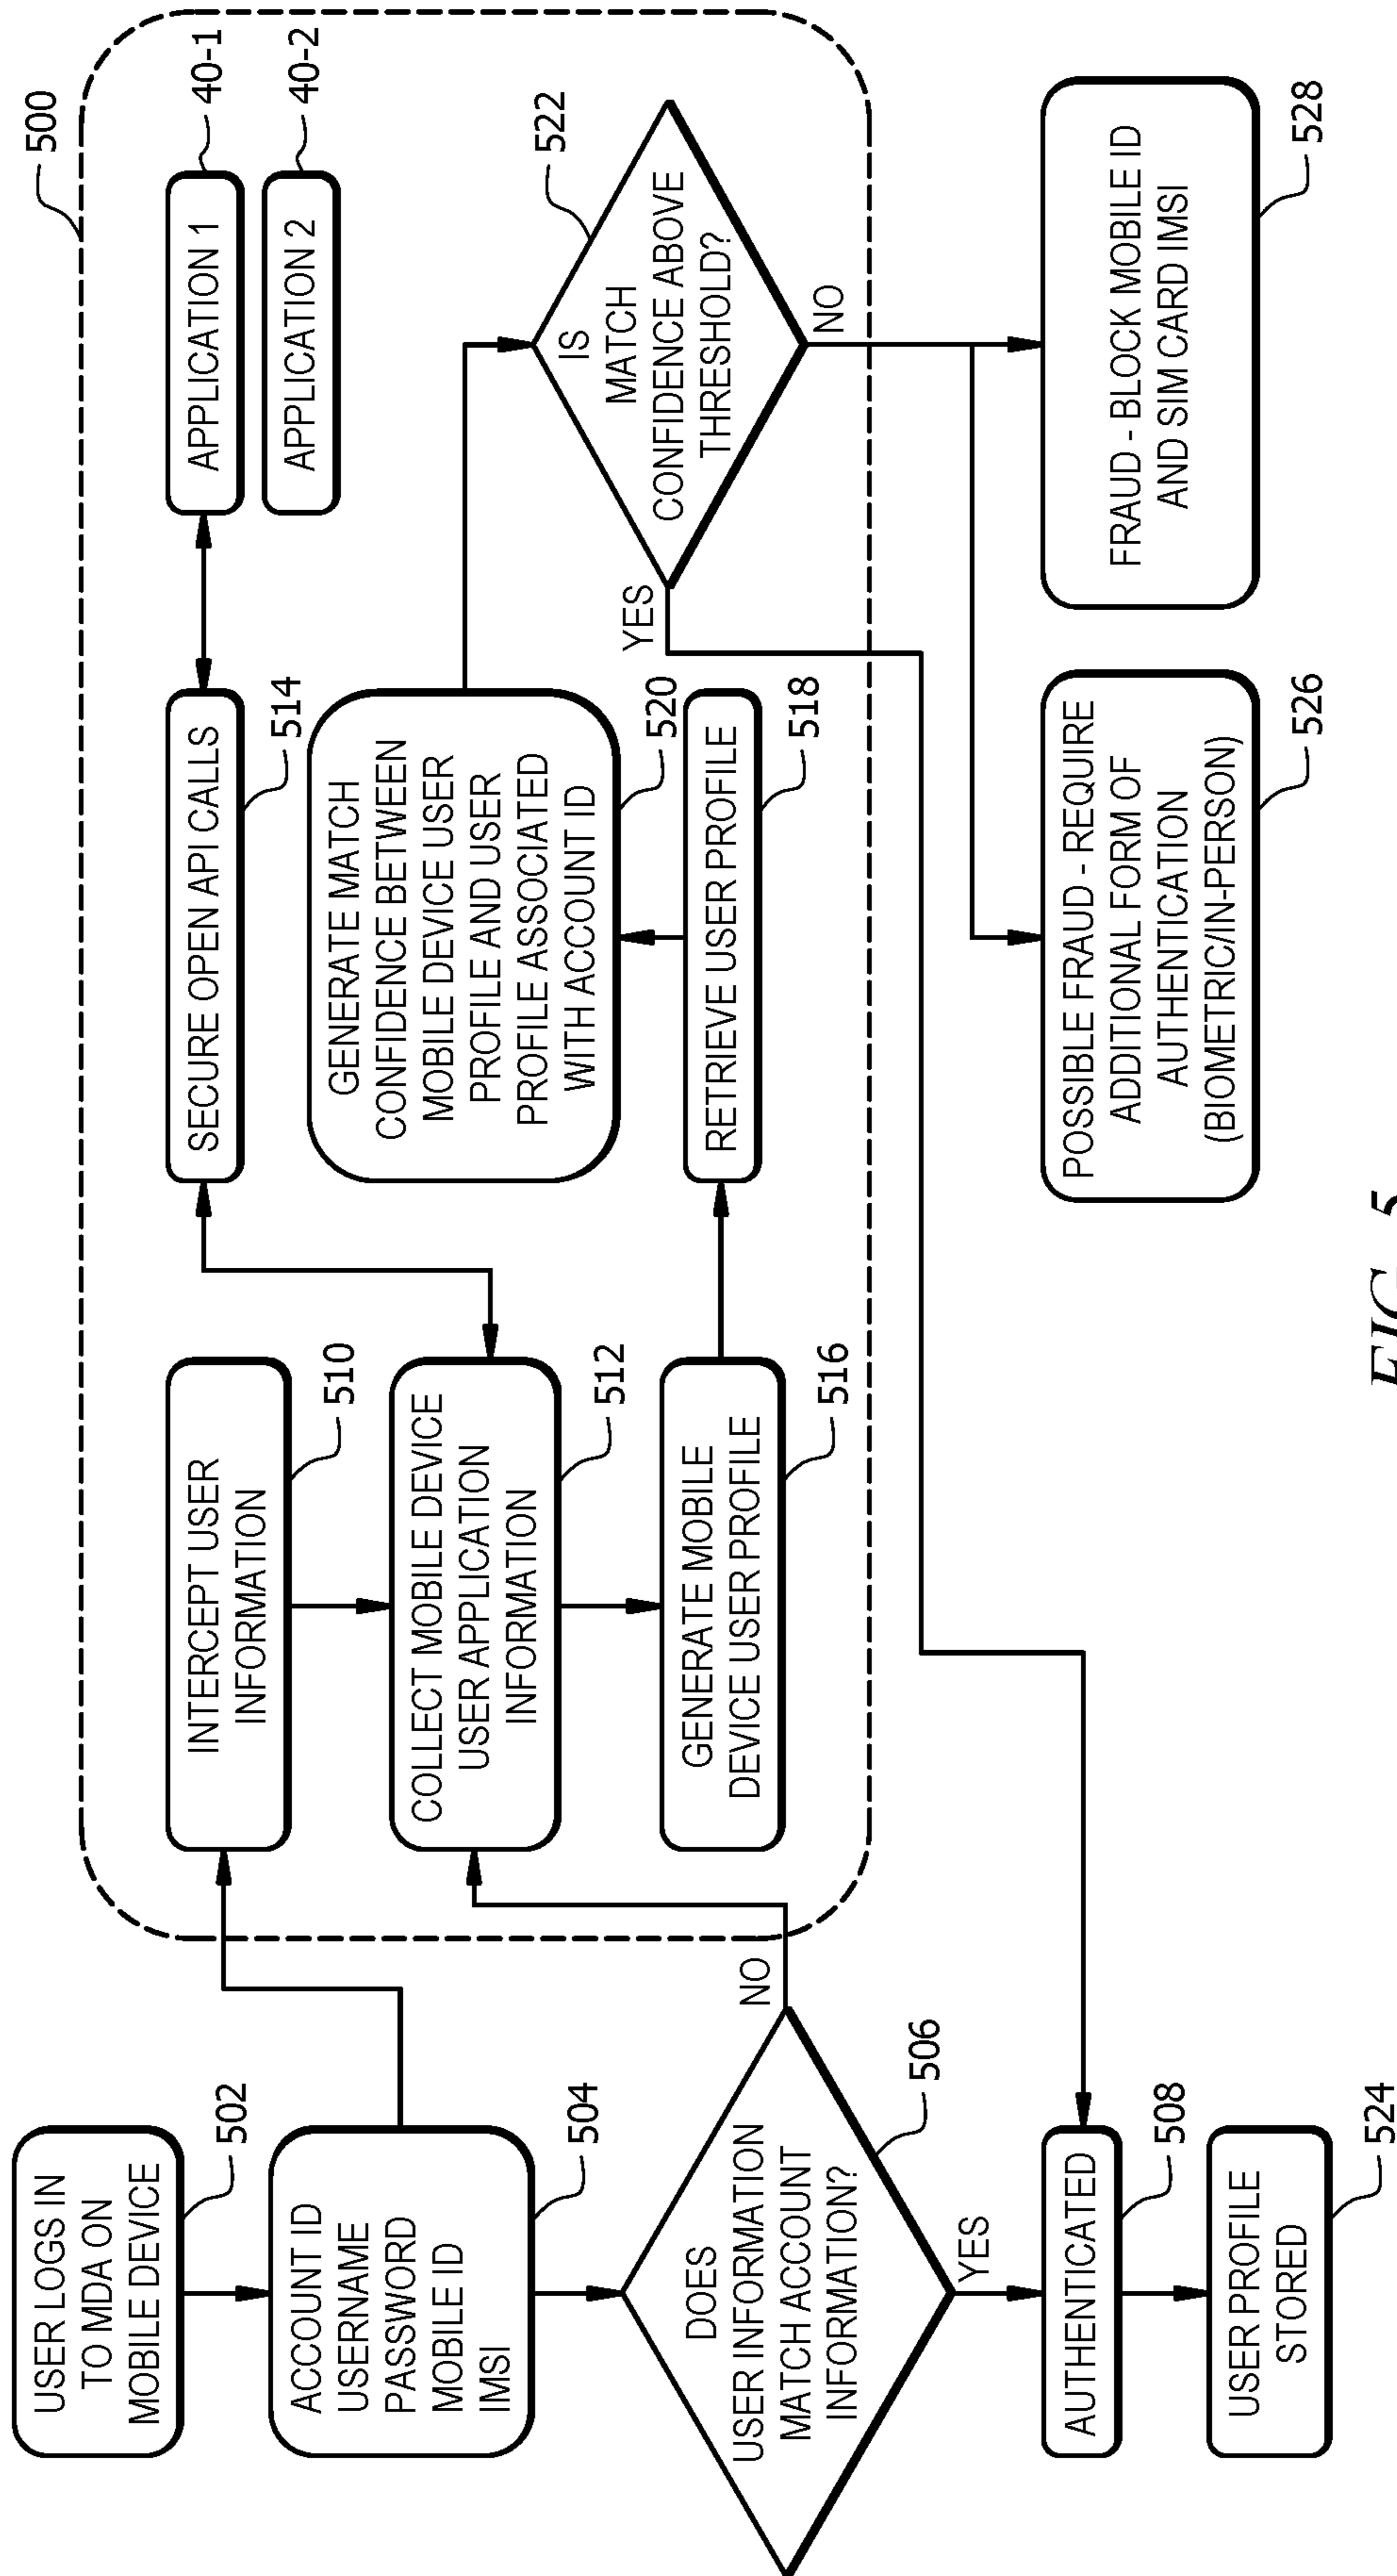 500
USER LOGS IN
TO MDA ON
MOBILE DEVICE
502
ACCOUNT ID
USERNAME
PASSWORD
MOBILE ID
IMSI
504
DOES
USER INFORMATION
MATCH ACCOUNT
INFORMATION?
506
NO
YES
AUTHENTICATED
508
USER PROFILE
STORED
524
INTERCEPT USER
INFORMATION
510
COLLECT MOBILE DEVICE
USER APPLICATION
INFORMATION
512
GENERATE MOBILE
DEVICE USER PROFILE
516
SECURE OPEN API CALLS
514
APPLICATION 1
40-1
APPLICATION 2
40-2
GENERATE MATCH
CONFIDENCE BETWEEN
MOBILE DEVICE USER
PROFILE AND USER
PROFILE ASSOCIATED
WITH ACCOUNT ID
520
RETRIEVE USER PROFILE
518
IS
MATCH
CONFIDENCE ABOVE
THRESHOLD?
522
YES
NO
POSSIBLE FRAUD - REQUIRE
ADDITIONAL FORM OF
AUTHENTICATION
(BIOMETRIC/IN-PERSON)
526
FRAUD - BLOCK MOBILE ID
AND SIM CARD IMSI
528
FIG. 5